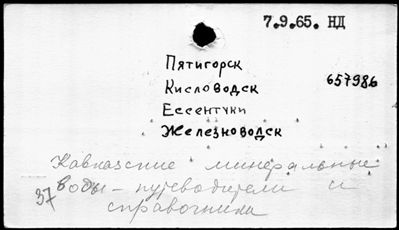 7.9.65. НД
Пятигорск
Кисловодск
657986
Ессентуки
Железноводск
Кавказские минеральные
воды – путеводители и
37
справочники